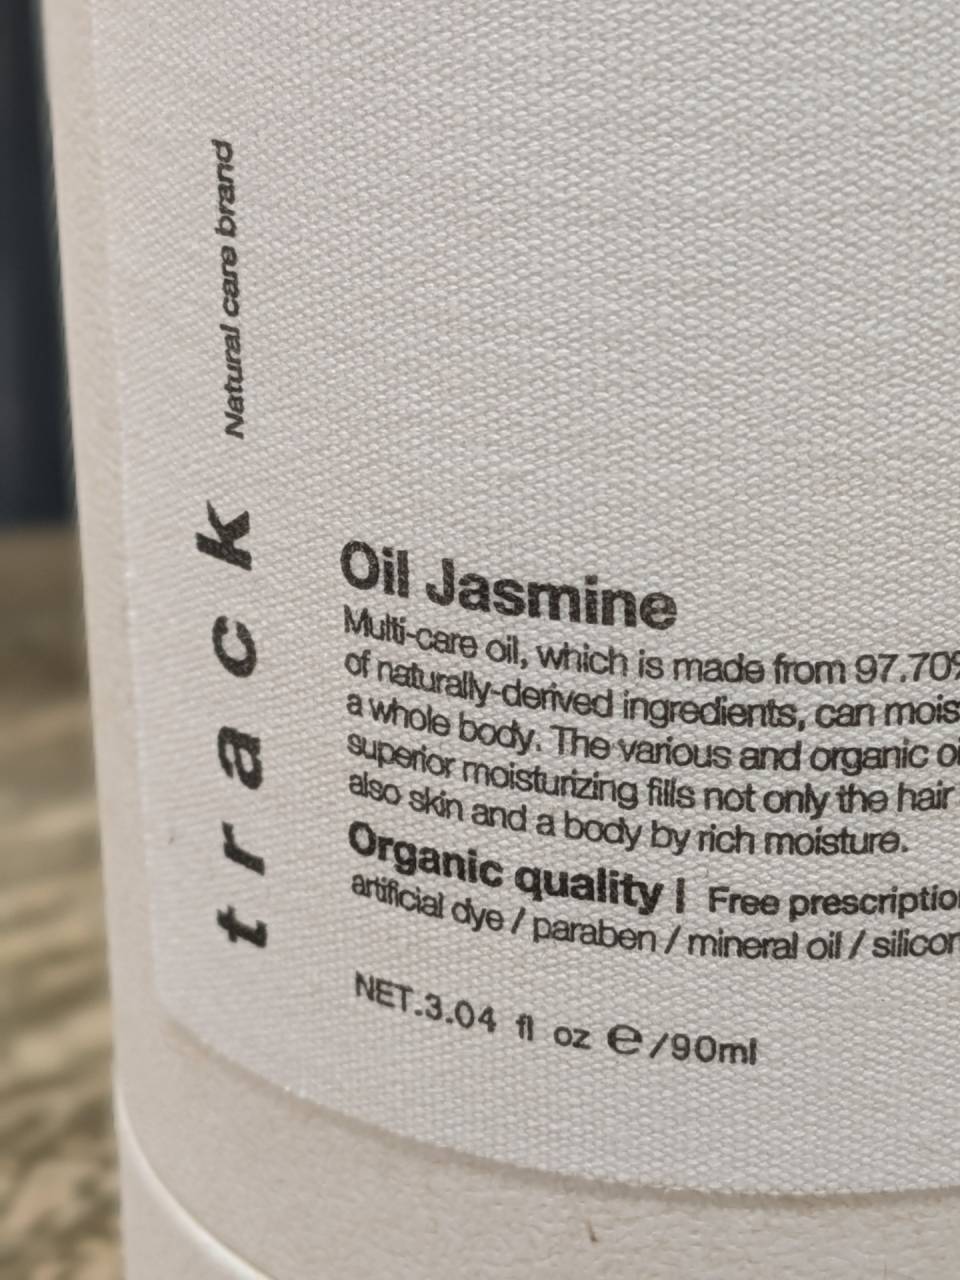 track Natural care brand
Oil Jasmine
Multi-care oil, which is made from 97.70%
of naturally-derived ingredients, can mois
a whole body. The various and organic oi
superior moisturizing fills not only the hair
also skin and a body by rich moisture.
Organic quality | Free prescription
artificial dye / paraben / mineral oil / silicon
NET.3.04 fl oz ℮/90ml